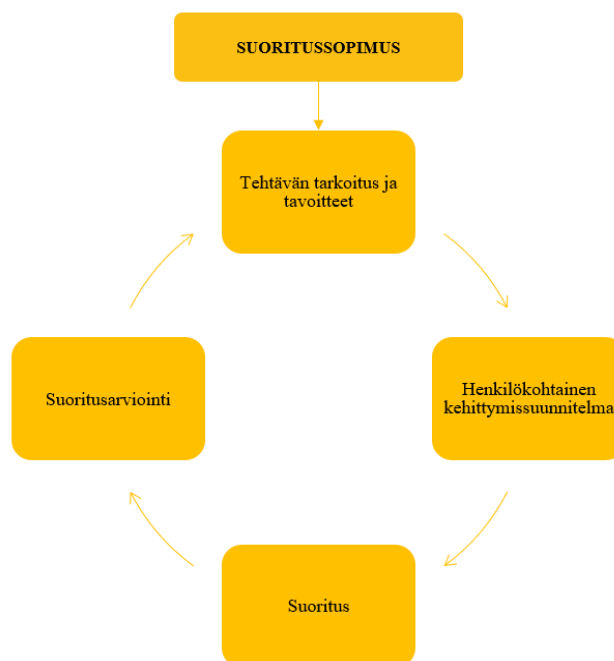 SUORITUSSOPIMUS
Tehtävän tarkoitus ja
tavoitteet
Henkilökohtainen
kehittymissuunnitelma
Suoritus
Suoritusarviointi